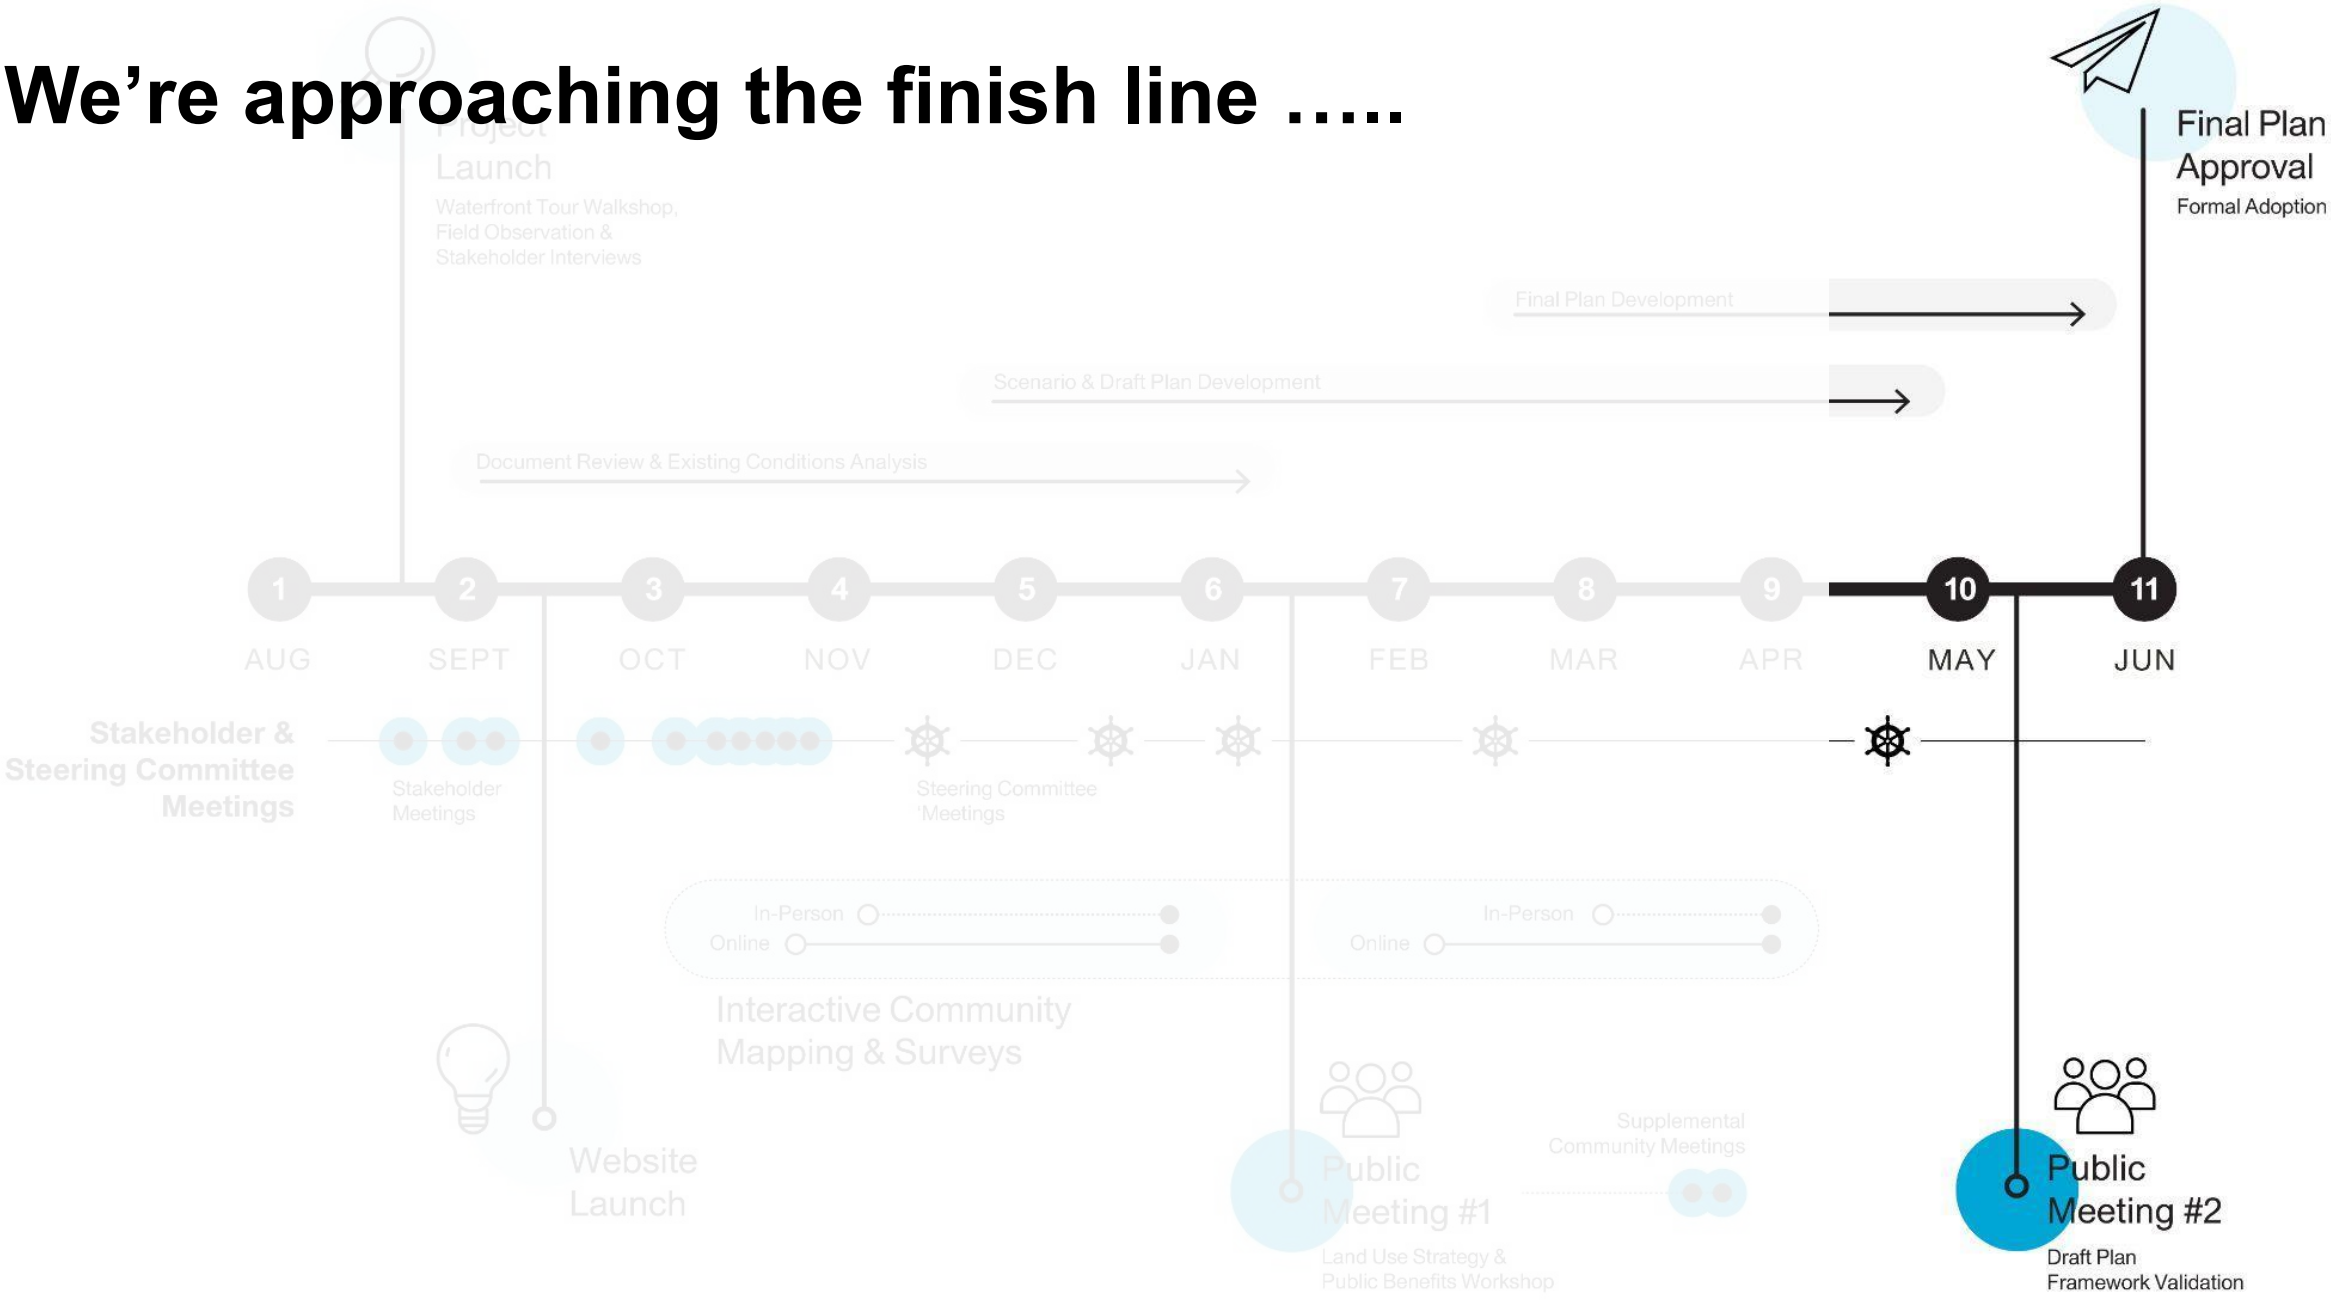 We’re approaching the finish line …..
Project
Launch
Waterfront Tour Walkshop,
Field Observation &
Stakeholder Interviews
Final Plan
Approval
Formal Adoption
Final Plan Development
Scenario & Draft Plan Development
Document Review & Existing Conditions Analysis
1 2 3 4 5 6 7 8 9 10 11
AUG SEPT OCT NOV DEC JAN FEB MAR APR MAY JUN
Stakeholder &
Steering Committee
Meetings
Stakeholder
Meetings
Steering Committee
‘Meetings
In-Person
Online
In-Person
Online
Interactive Community
Mapping & Surveys
Website
Launch
Public
Meeting #1
Land Use Strategy &
Public Benefits Workshop
Supplemental
Community Meetings
Public
Meeting #2
Draft Plan
Framework Validation